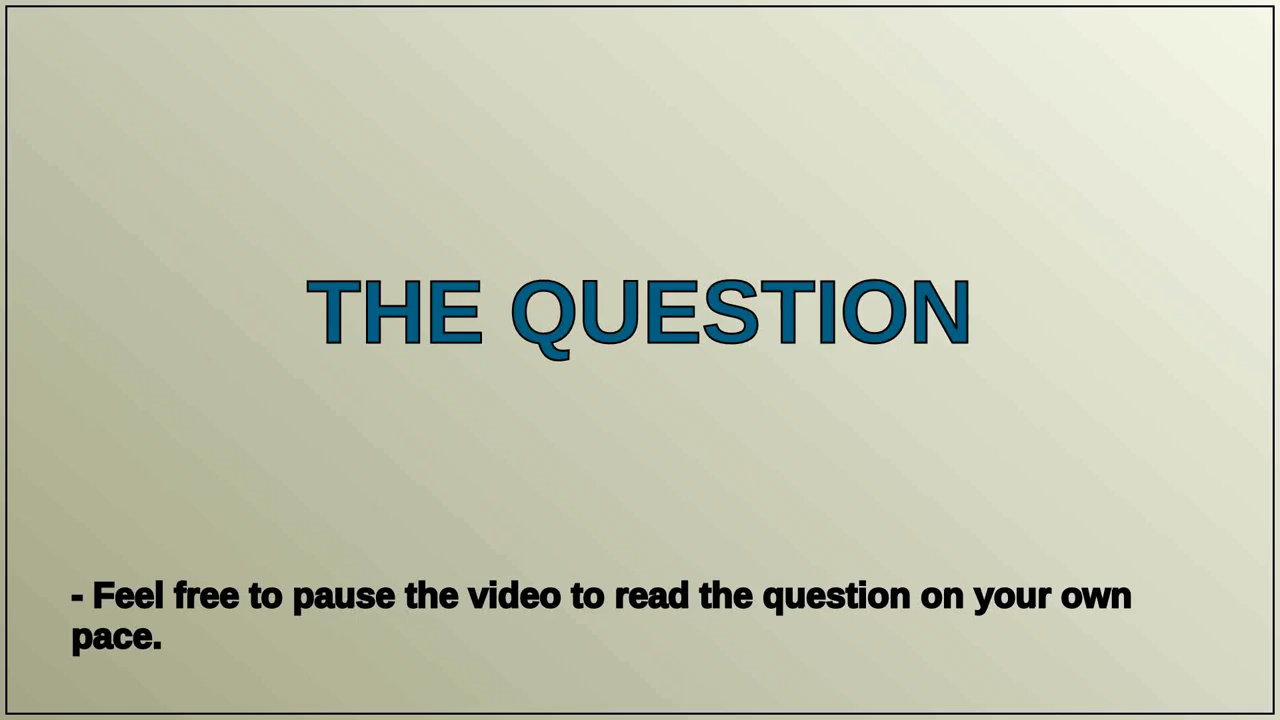 THE QUESTION
- Feel free to pause the video to read the question on your own
pace.